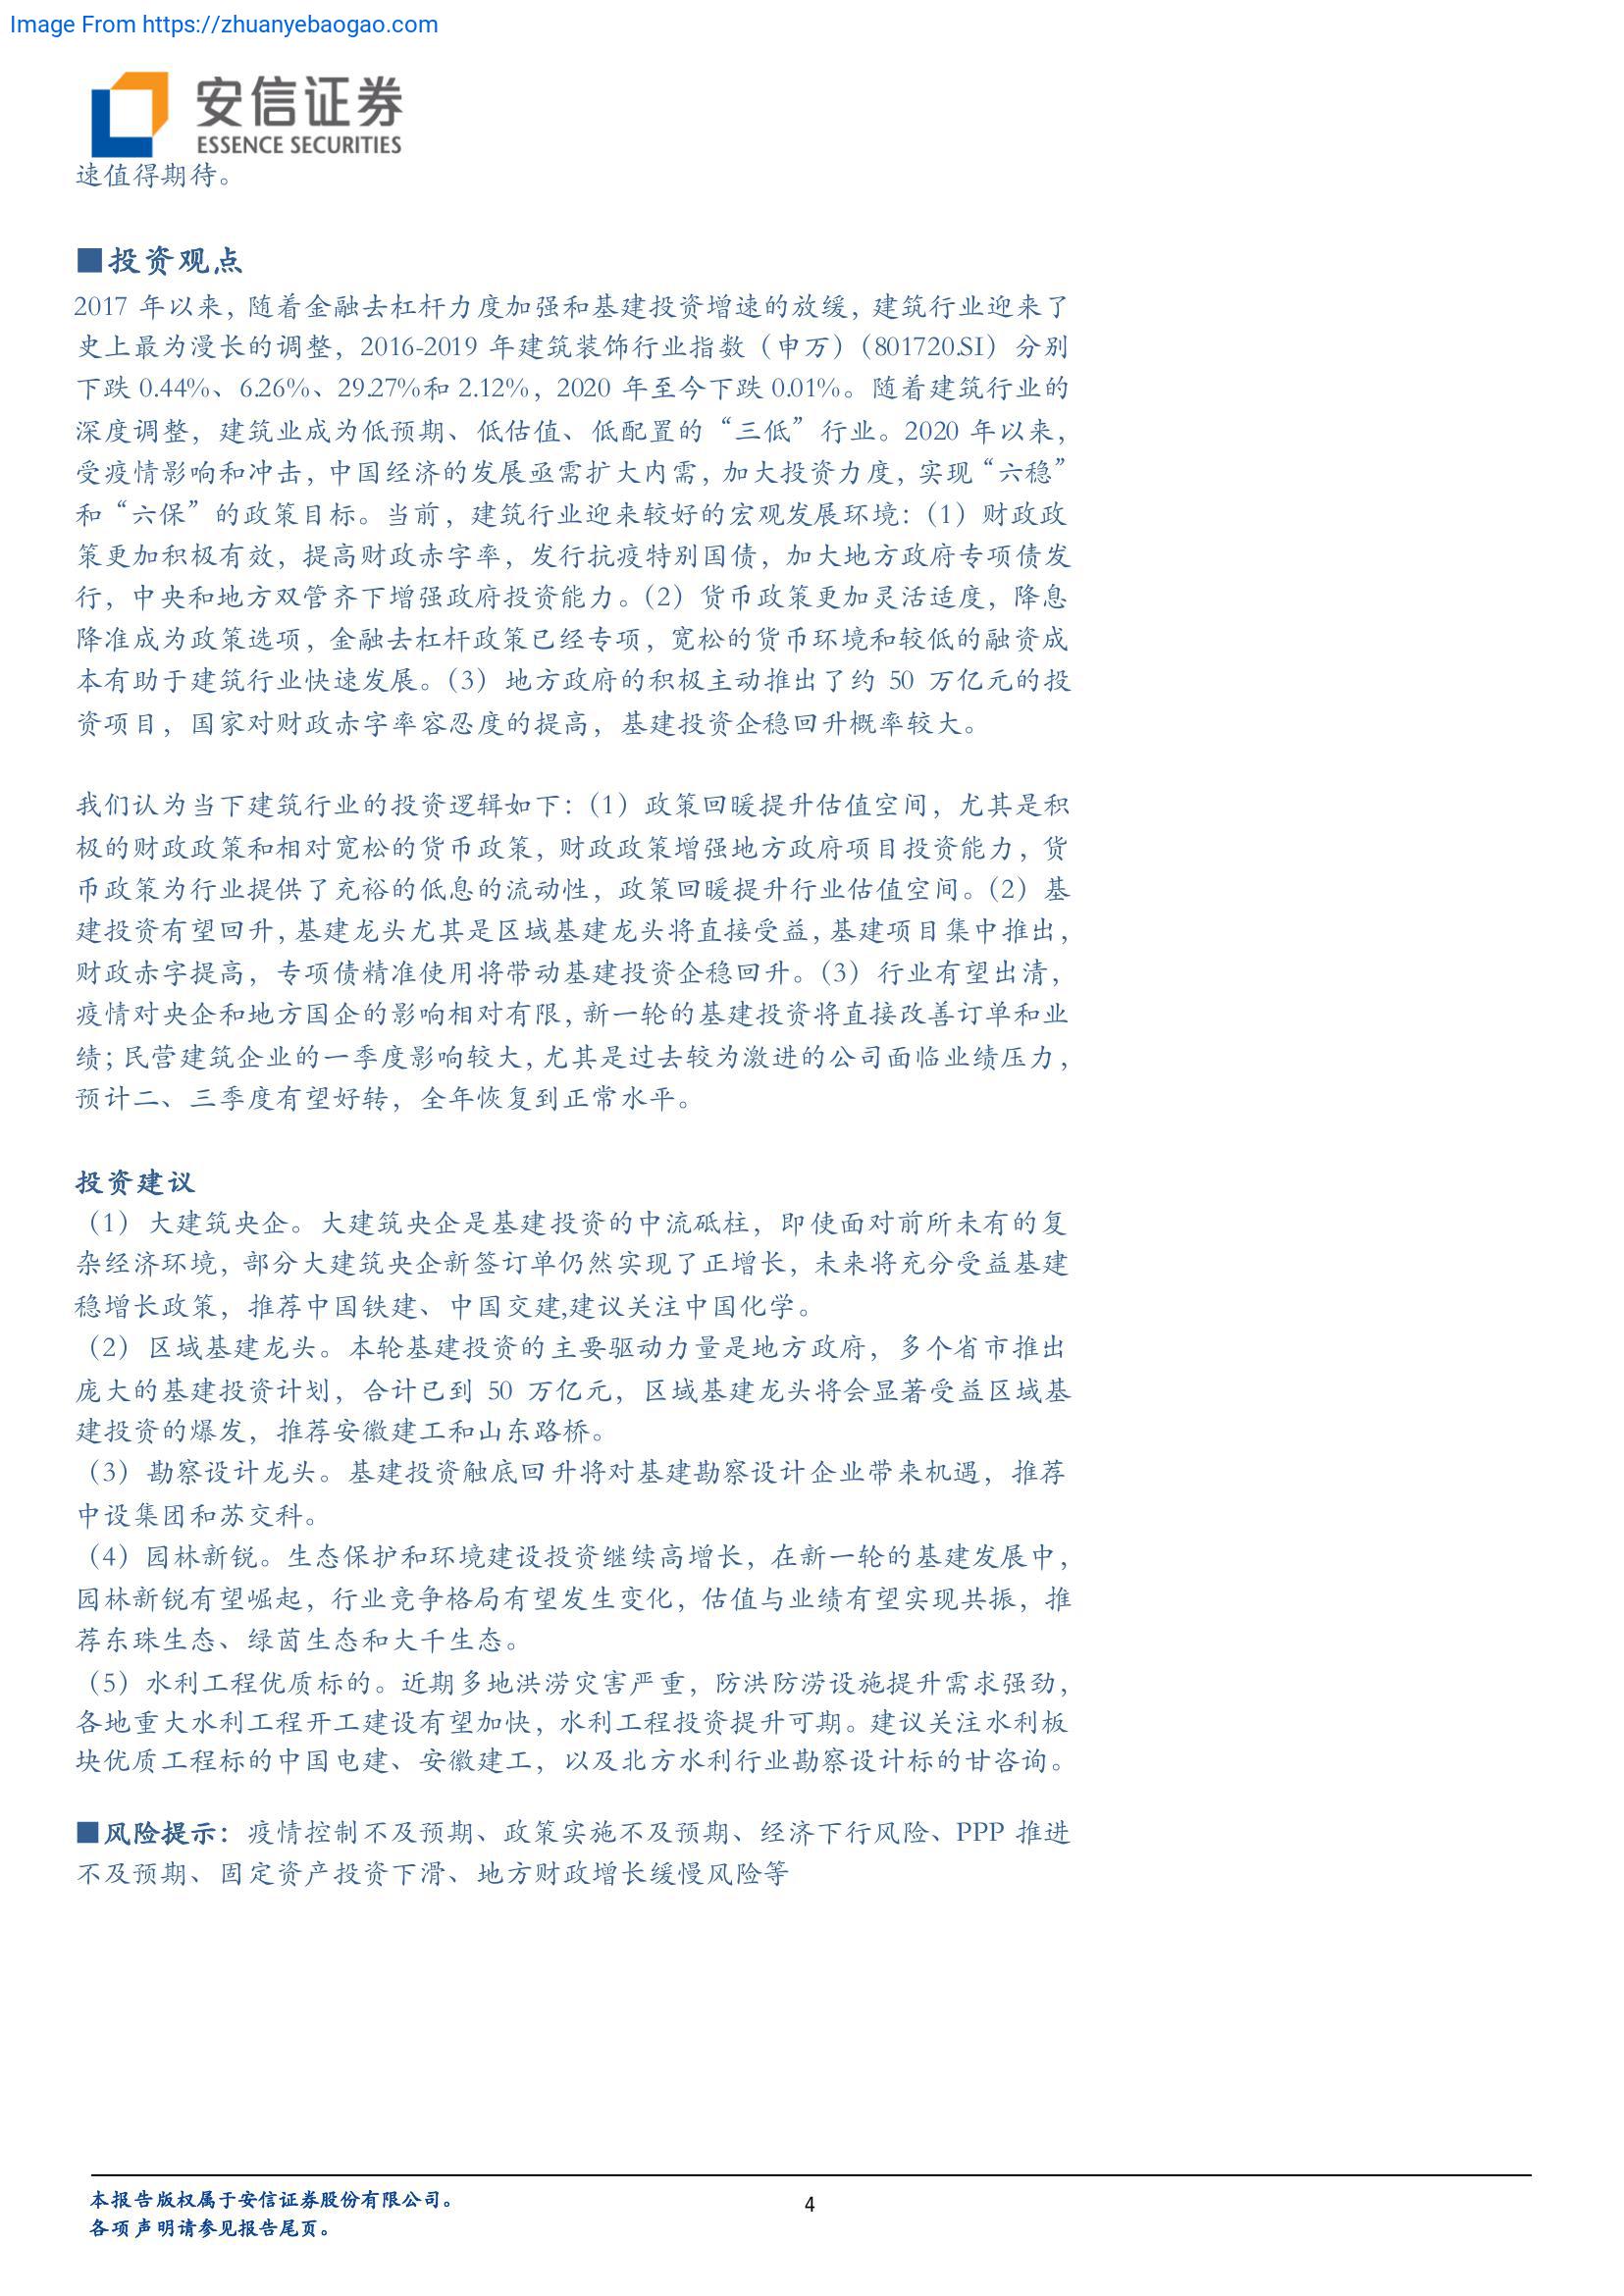 Image From https://zhuanyebaogao.com
安信证券
ESSENCE SECURITIES
速值得期待。
■投资观点
2017 年以来，随着金融去杠杆力度加强和基建投资增速的放缓，建筑行业迎来了
史上最为漫长的调整，2016-2019 年建筑装饰行业指数（申万）（801720.SI）分别
下跌 0.44%、6.26%、29.27%和 2.12%，2020 年至今下跌 0.01%。随着建筑行业的
深度调整，建筑业成为低预期、低估值、低配置的“三低”行业。2020 年以来，
受疫情影响和冲击，中国经济的发展亟需扩大内需，加大投资力度，实现“六稳”
和“六保”的政策目标。当前，建筑行业迎来较好的宏观发展环境：（1）财政政
策更加积极有效，提高财政赤字率，发行抗疫特别国债，加大地方政府专项债发
行，中央和地方双管齐下增强政府投资能力。（2）货币政策更加灵活适度，降息
降准成为政策选项，金融去杠杆政策已经专项，宽松的货币环境和较低的融资成
本有助于建筑行业快速发展。（3）地方政府的积极主动推出了约 50 万亿元的投
资项目，国家对财政赤字率容忍度的提高，基建投资企稳回升概率较大。
我们认为当下建筑行业的投资逻辑如下：（1）政策回暖提升估值空间，尤其是积
极的财政政策和相对宽松的货币政策，财政政策增强地方政府项目投资能力，货
币政策为行业提供了充裕的低息的流动性，政策回暖提升行业估值空间。（2）基
建投资有望回升，基建龙头尤其是区域基建龙头将直接受益，基建项目集中推出，
财政赤字提高，专项债精准使用将带动基建投资企稳回升。（3）行业有望出清，
疫情对央企和地方国企的影响相对有限，新一轮的基建投资将直接改善订单和业
绩；民营建筑企业的一季度影响较大，尤其是过去较为激进的公司面临业绩压力，
预计二、三季度有望好转，全年恢复到正常水平。
投资建议
（1）大建筑央企。大建筑央企是基建投资的中流砥柱，即使面对前所未有的复
杂经济环境，部分大建筑央企新签订单仍然实现了正增长，未来将充分受益基建
稳增长政策，推荐中国铁建、中国交建,建议关注中国化学。
（2）区域基建龙头。本轮基建投资的主要驱动力量是地方政府，多个省市推出
庞大的基建投资计划，合计已到 50 万亿元，区域基建龙头将会显著受益区域基
建投资的爆发，推荐安徽建工和山东路桥。
（3）勘察设计龙头。基建投资触底回升将对基建勘察设计企业带来机遇，推荐
中设集团和苏交科。
（4）园林新锐。生态保护和环境建设投资继续高增长，在新一轮的基建发展中，
园林新锐有望崛起，行业竞争格局有望发生变化，估值与业绩有望实现共振，推
荐东珠生态、绿茵生态和大千生态。
（5）水利工程优质标的。近期多地洪涝灾害严重，防洪防涝设施提升需求强劲，
各地重大水利工程开工建设有望加快，水利工程投资提升可期。建议关注水利板
块优质工程标的中国电建、安徽建工，以及北方水利行业勘察设计标的甘咨询。
■风险提示：疫情控制不及预期、政策实施不及预期、经济下行风险、PPP 推进
不及预期、固定资产投资下滑、地方财政增长缓慢风险等
本报告版权属于安信证券股份有限公司。
4
各项声明请参见报告尾页。